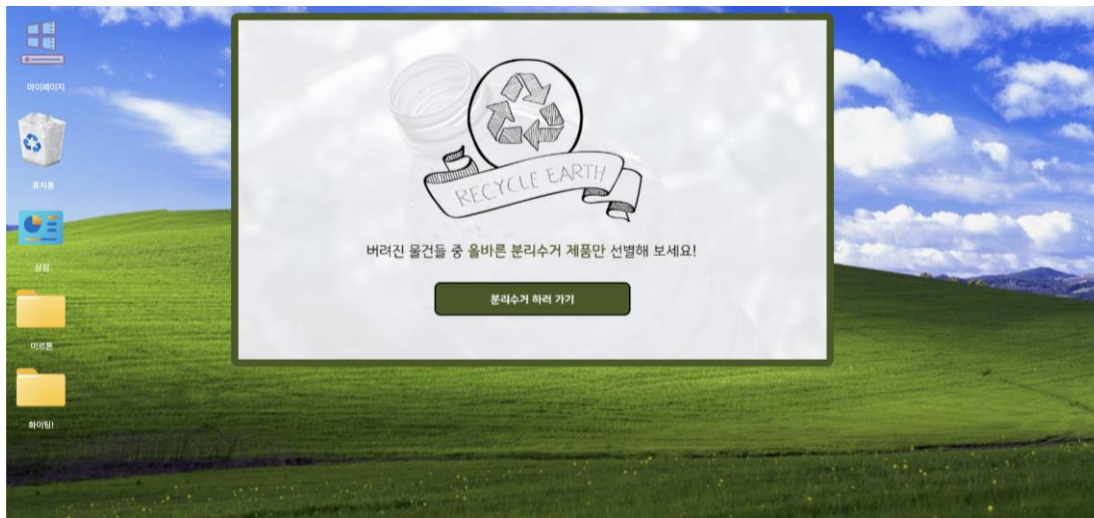 마이페이지
휴지통
상점
미르톤
화이팅!
RECYCLE EARTH
버려진 물건들 중 올바른 분리수거 제품만 선별해 보세요!
분리수거 하러 가기